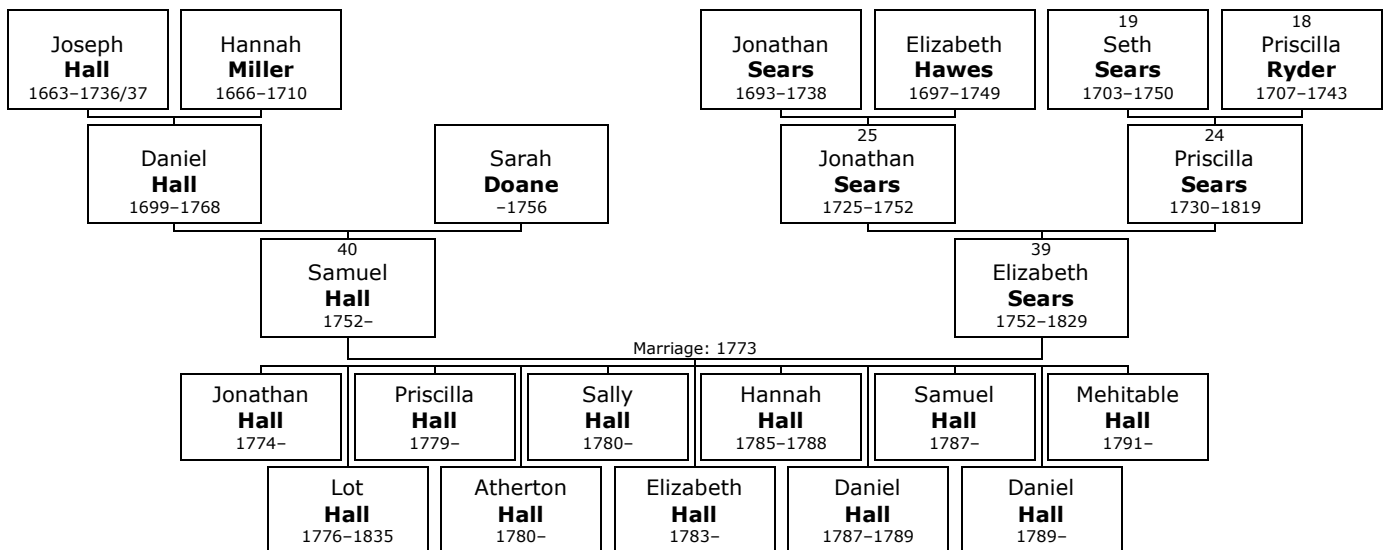 Joseph
Hall
1663–1736/37
Hannah
Miller
1666–1710
Jonathan
Sears
1693–1738
Elizabeth
Hawes
1697–1749
19
Seth
Sears
1703–1750
18
Priscilla
Ryder
1707–1743
Daniel
Hall
1699–1768
Sarah
Doane
–1756
25
Jonathan
Sears
1725–1752
24
Priscilla
Sears
1730–1819
40
Samuel
Hall
1752–
39
Elizabeth
Sears
1752–1829
Marriage: 1773
Jonathan
Hall
1774–
Priscilla
Hall
1779–
Sally
Hall
1780–
Hannah
Hall
1785–1788
Samuel
Hall
1787–
Mehitable
Hall
1791–
Lot
Hall
1776–1835
Atherton
Hall
1780–
Elizabeth
Hall
1783–
Daniel
Hall
1787–1789
Daniel
Hall
1789–